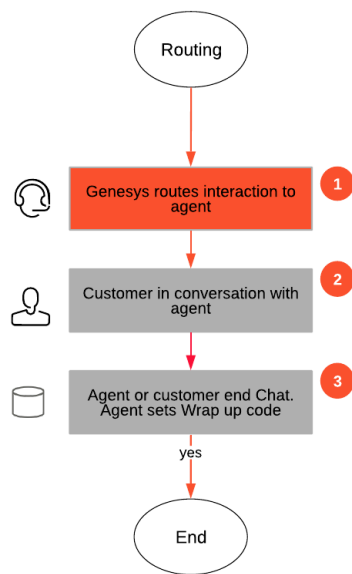 Routing
1
Genesys routes interaction to
agent
2
Customer in conversation with
agent
3
Agent or customer end Chat.
Agent sets Wrap up code
yes
End